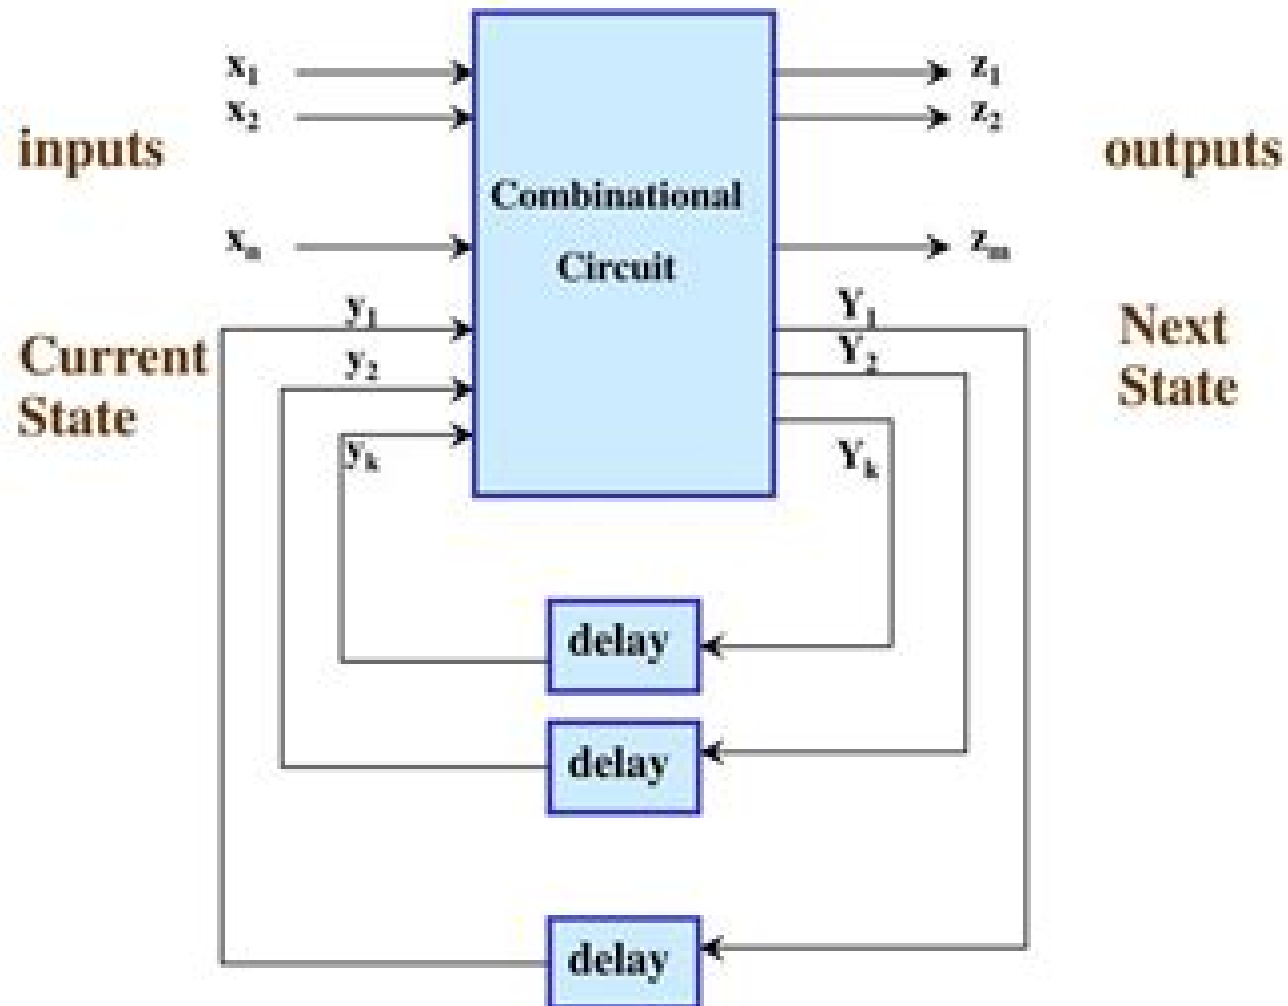 x₁
z₁
x₂
z₂
inputs
outputs
Combinational
xₙ
zₘ
Circuit
y₁
Y₁
Next
Current
y₂
Y₂
State
State
yₖ
Yₖ
delay
delay
delay